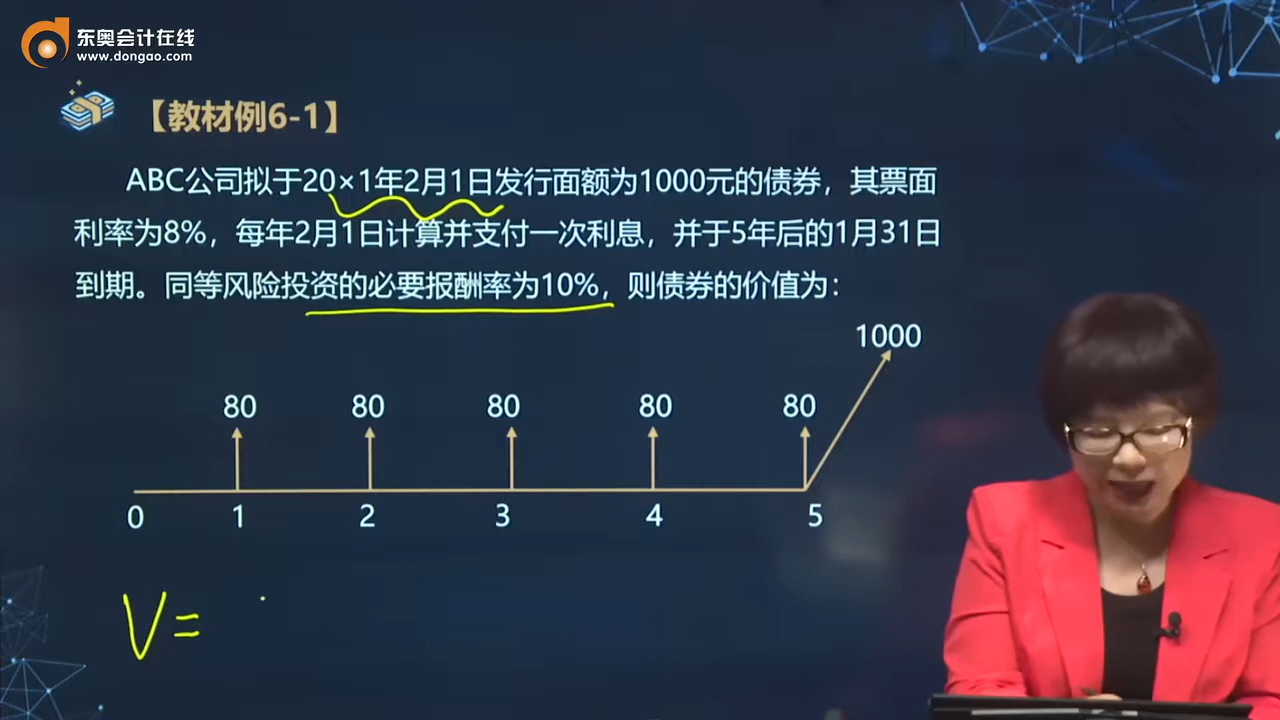 东奥会计在线
www.dongao.com
【教材例6-1】
ABC公司拟于20×1年2月1日发行面额为1000元的债券，其票面
利率为8%，每年2月1日计算并支付一次利息，并于5年后的1月31日
到期。同等风险投资的必要报酬率为10%，则债券的价值为：
1000
80 80 80 80 80
0 1 2 3 4 5
V=